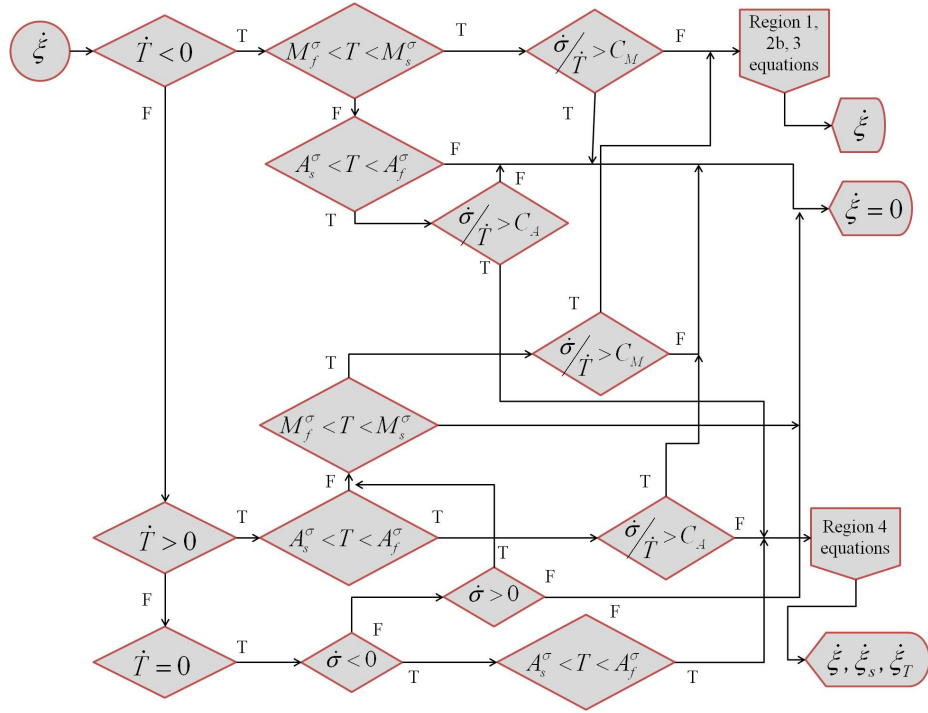 ξ̇
Ṫ < 0
T
M_f^σ < T < M_s^σ
T
σ̇/Ṫ > C_M
F
Region 1,
2b, 3
equations
F
F
T
ξ̇
A_s^σ < T < A_f^σ
F
F
T
σ̇/Ṫ > C_A
ξ̇ = 0
T
T
σ̇/Ṫ > C_M
F
T
M_f^σ < T < M_s^σ
F
T
Ṫ > 0
T
A_s^σ < T < A_f^σ
T
σ̇/Ṫ > C_A
F
Region 4
equations
T
F
σ̇ > 0
F
F
F
Ṫ = 0
T
σ̇ < 0
T
A_s^σ < T < A_f^σ
T
ξ̇, ξ̇_s, ξ̇_T